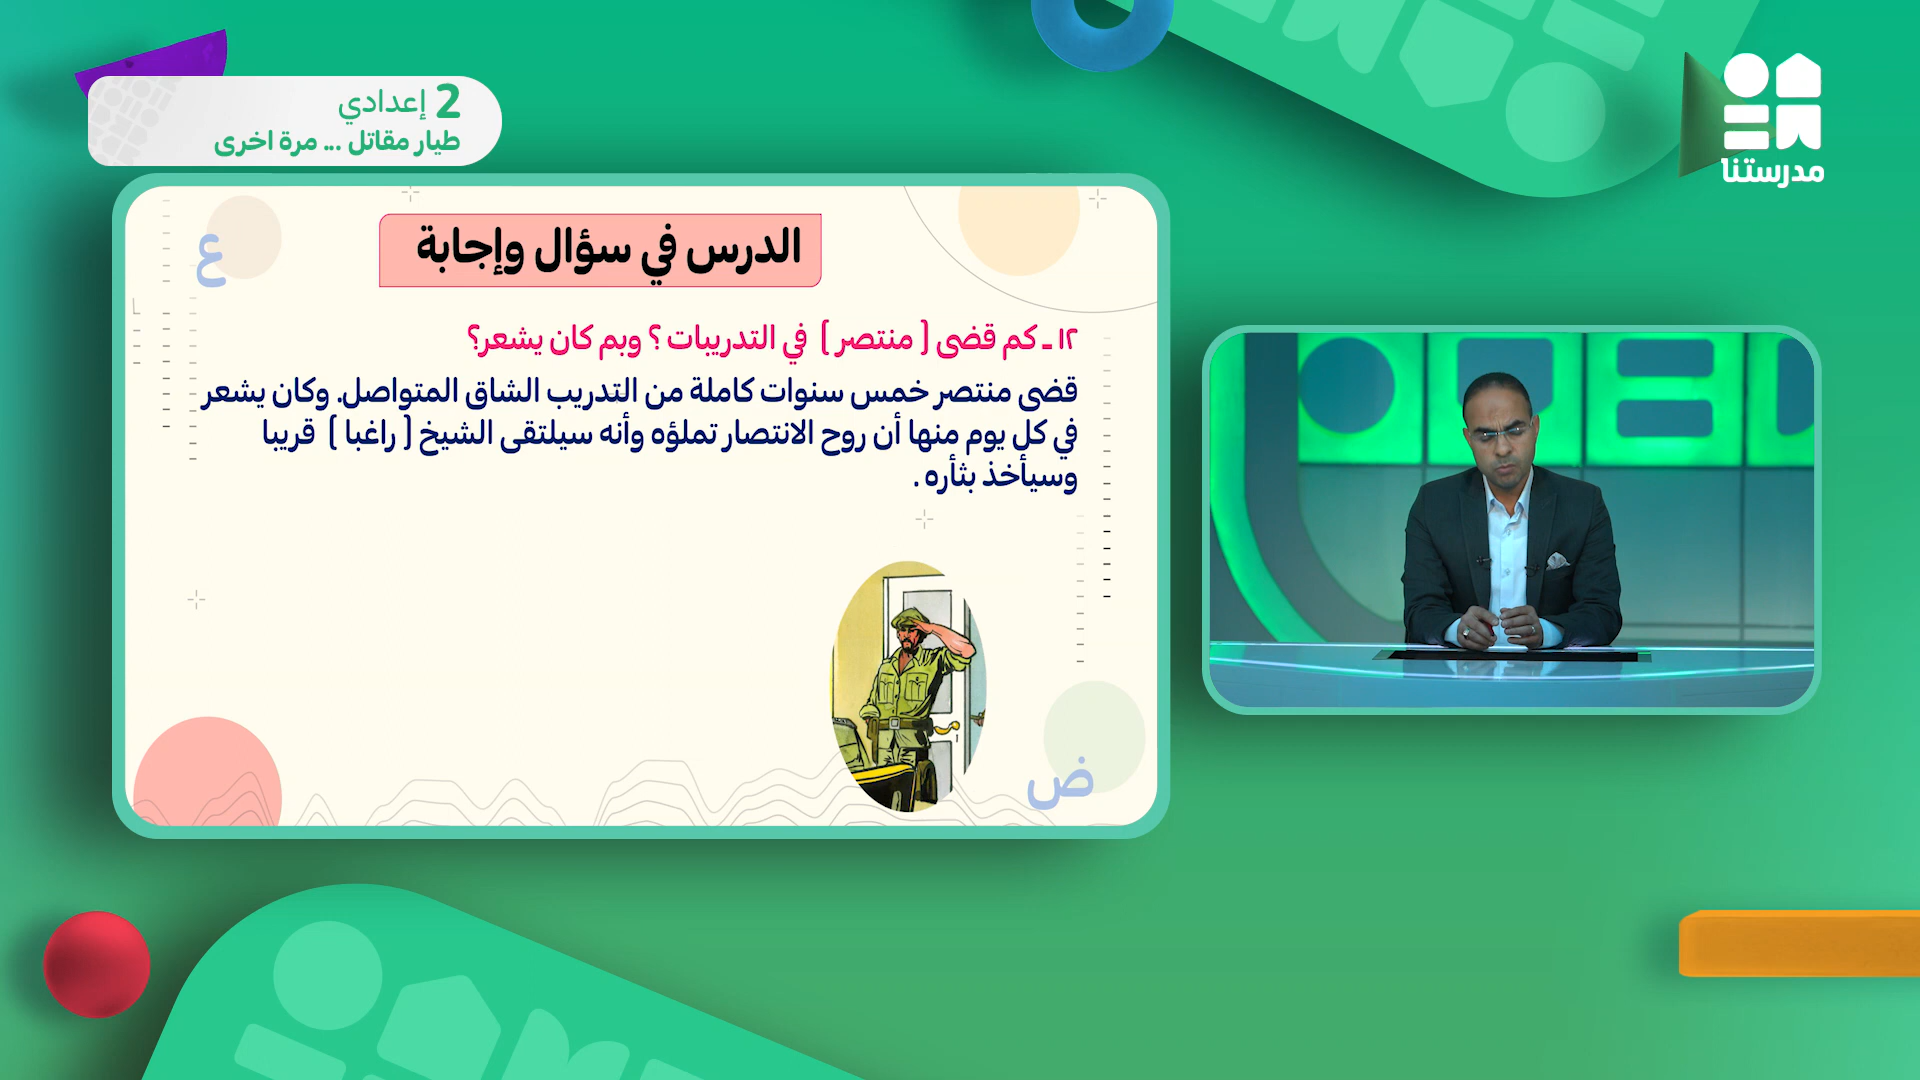 2 إعدادي
طيار مقاتل ... مرة اخرى
مدرستنا
الدرس في سؤال وإجابة
ع
١٢ ـ كم قضى ( منتصر ) في التدريبات ؟ وبم كان يشعر؟
قضى منتصر خمس سنوات كاملة من التدريب الشاق المتواصل. وكان يشعر
في كل يوم منها أن روح الانتصار تملؤه وأنه سيلتقى الشيخ ( راغبا ) قريبا
وسيأخذ بثأره .
ض